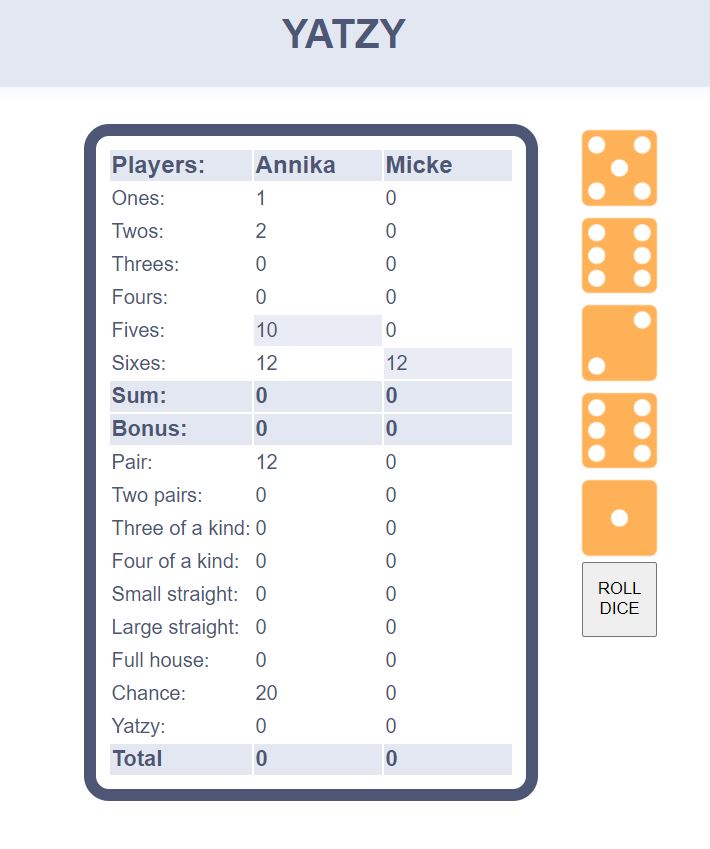 YATZY
Players: Annika Micke
Ones: 1 0
Twos: 2 0
Threes: 0 0
Fours: 0 0
Fives: 10 0
Sixes: 12 12
Sum: 0 0
Bonus: 0 0
Pair: 12 0
Two pairs: 0 0
Three of a kind: 0 0
Four of a kind: 0 0
Small straight: 0 0
Large straight: 0 0
Full house: 0 0
Chance: 20 0
Yatzy: 0 0
Total 0 0
ROLL
DICE